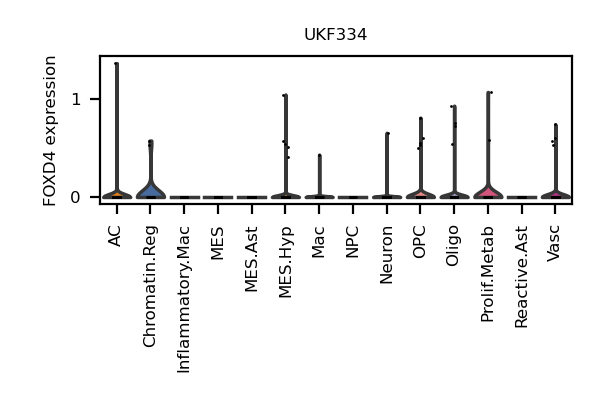 UKF334
FOXD4 expression
1
0
AC
Chromatin.Reg
Inflammatory.Mac
MES
MES.Ast
MES.Hyp
Mac
NPC
Neuron
OPC
Oligo
Prolif.Metab
Reactive.Ast
Vasc